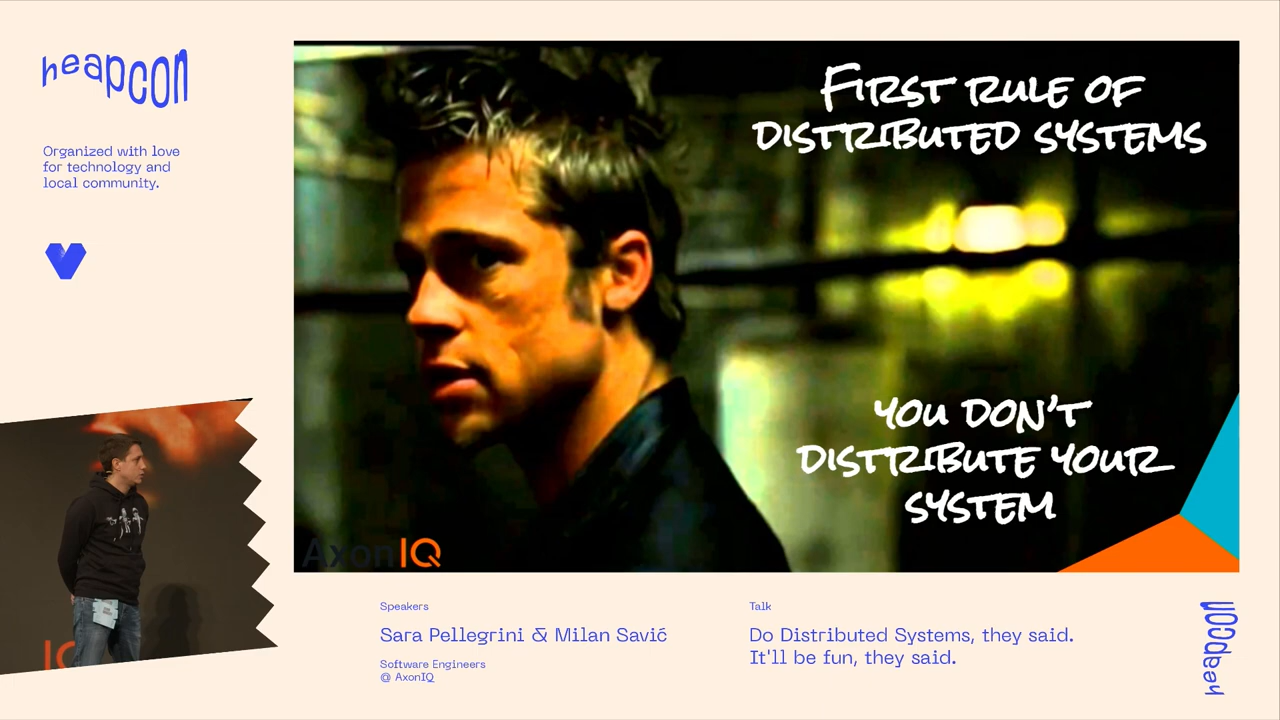 heapcon
Organized with love
for technology and
local community.
First rule of
distributed systems
you don't
distribute your
system
AxonIQ
IQ
Speakers
Sara Pellegrini & Milan Savić
Software Engineers
@ AxonIQ
Talk
Do Distributed Systems, they said.
It'll be fun, they said.
heapcon